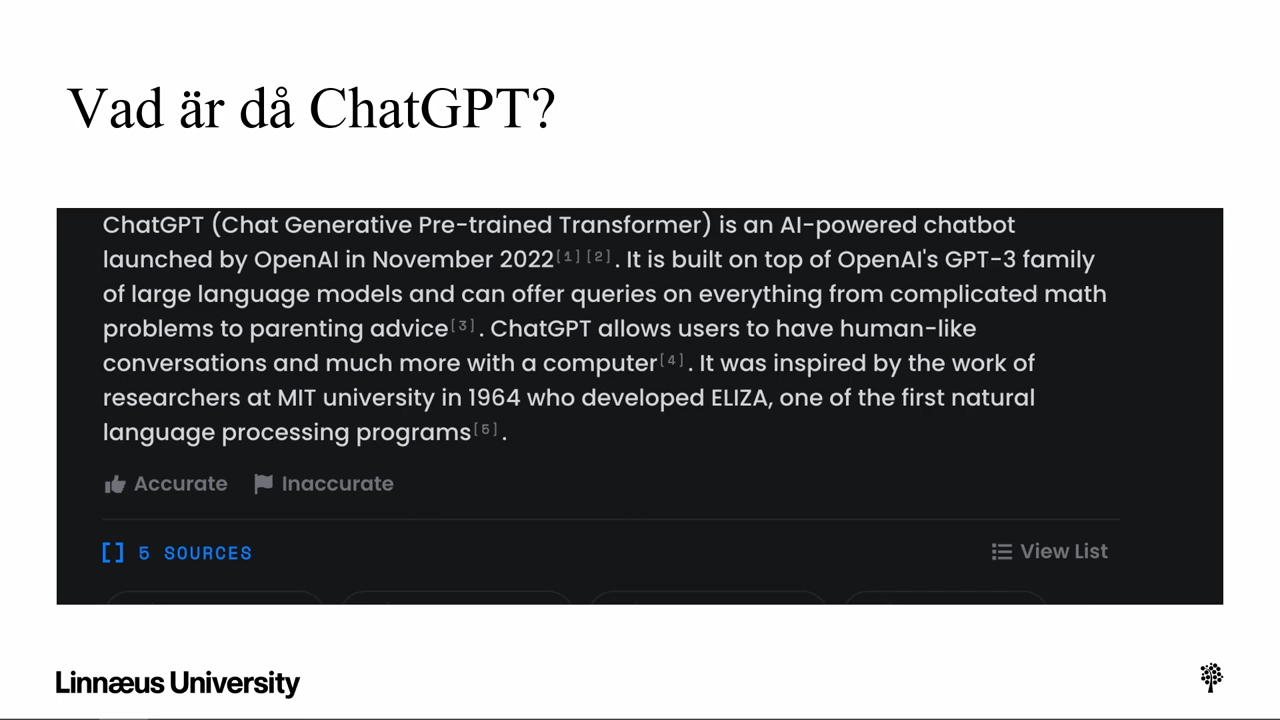 Vad är då ChatGPT?
ChatGPT (Chat Generative Pre-trained Transformer) is an AI-powered chatbot
launched by OpenAI in November 2022[1][2]. It is built on top of OpenAI's GPT-3 family
of large language models and can offer queries on everything from complicated math
problems to parenting advice[3]. ChatGPT allows users to have human-like
conversations and much more with a computer[4]. It was inspired by the work of
researchers at MIT university in 1964 who developed ELIZA, one of the first natural
language processing programs[5].
Accurate Inaccurate
[] 5 SOURCES View List
Linnæus University